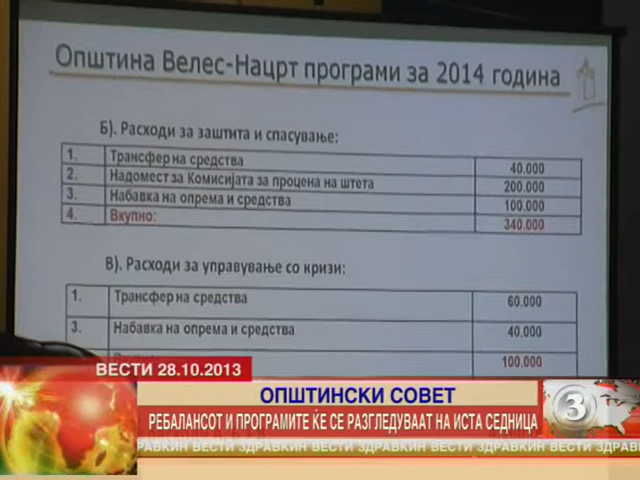 Општина Велес-Нацрт програми за 2014 година
Б). Расходи за заштита и спасување:
1. Трансфер на средства 40.000
2. Надомест за Комисијата за процена на штета 200.000
3. Набавка на опрема и средства 100.000
4. Вкупно: 340.000
В). Расходи за управување со кризи:
1. Трансфер на средства 60.000
3. Набавка на опрема и средства 40.000
100.000
ВЕСТИ 28.10.2013
ОПШТИНСКИ СОВЕТ
РЕБАЛАНСОТ И ПРОГРАМИТЕ ЌЕ СЕ РАЗГЛЕДУВААТ НА ИСТА СЕДНИЦА
3
ВЕСТИ ЗДРАВКИН ВЕСТИ ЗДРАВКИН ВЕСТИ ЗДРАВКИН ВЕСТИ